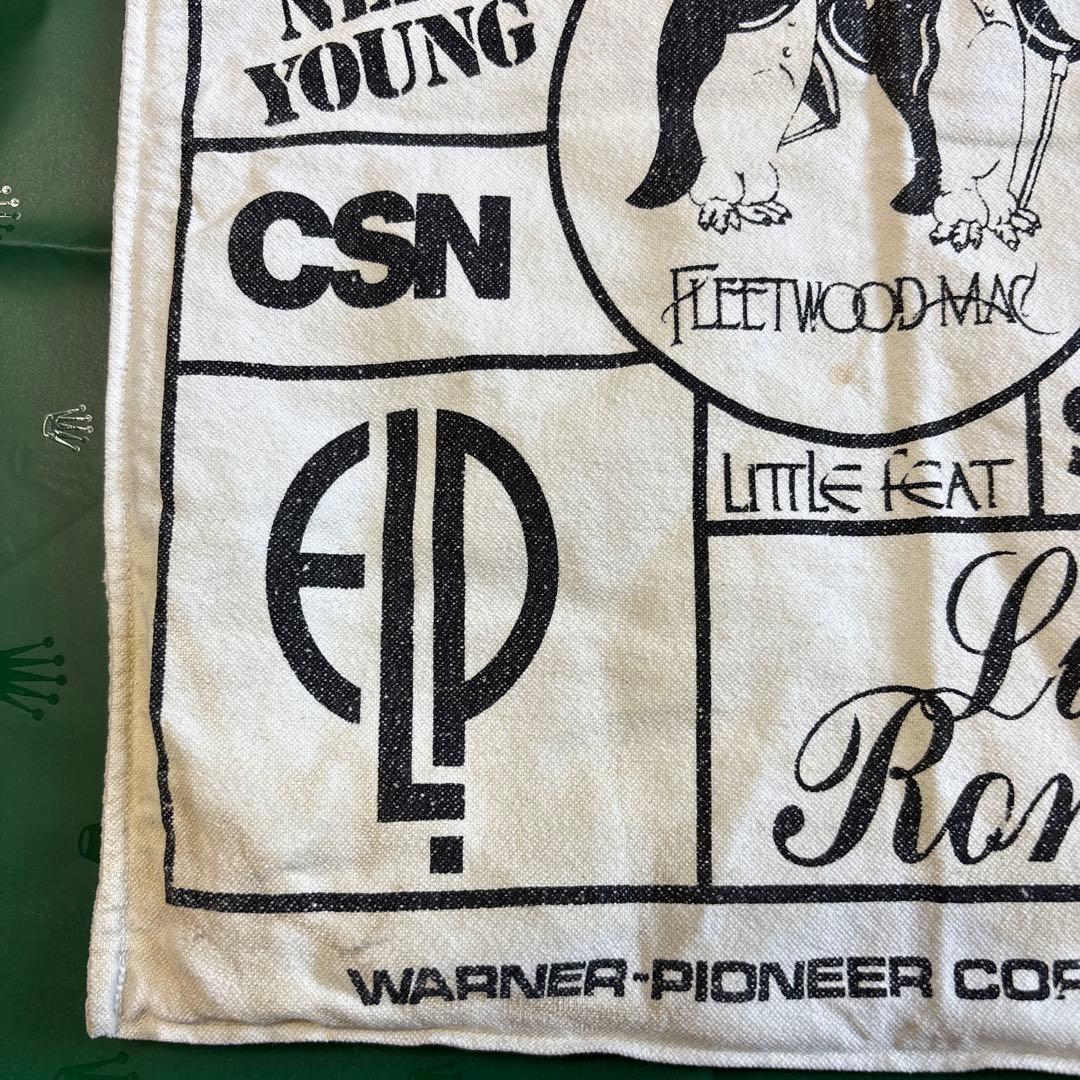 YOUNG
CSN
FLEETWOOD MAC
ELP
LITTLE FEAT
WARNER-PIONEER